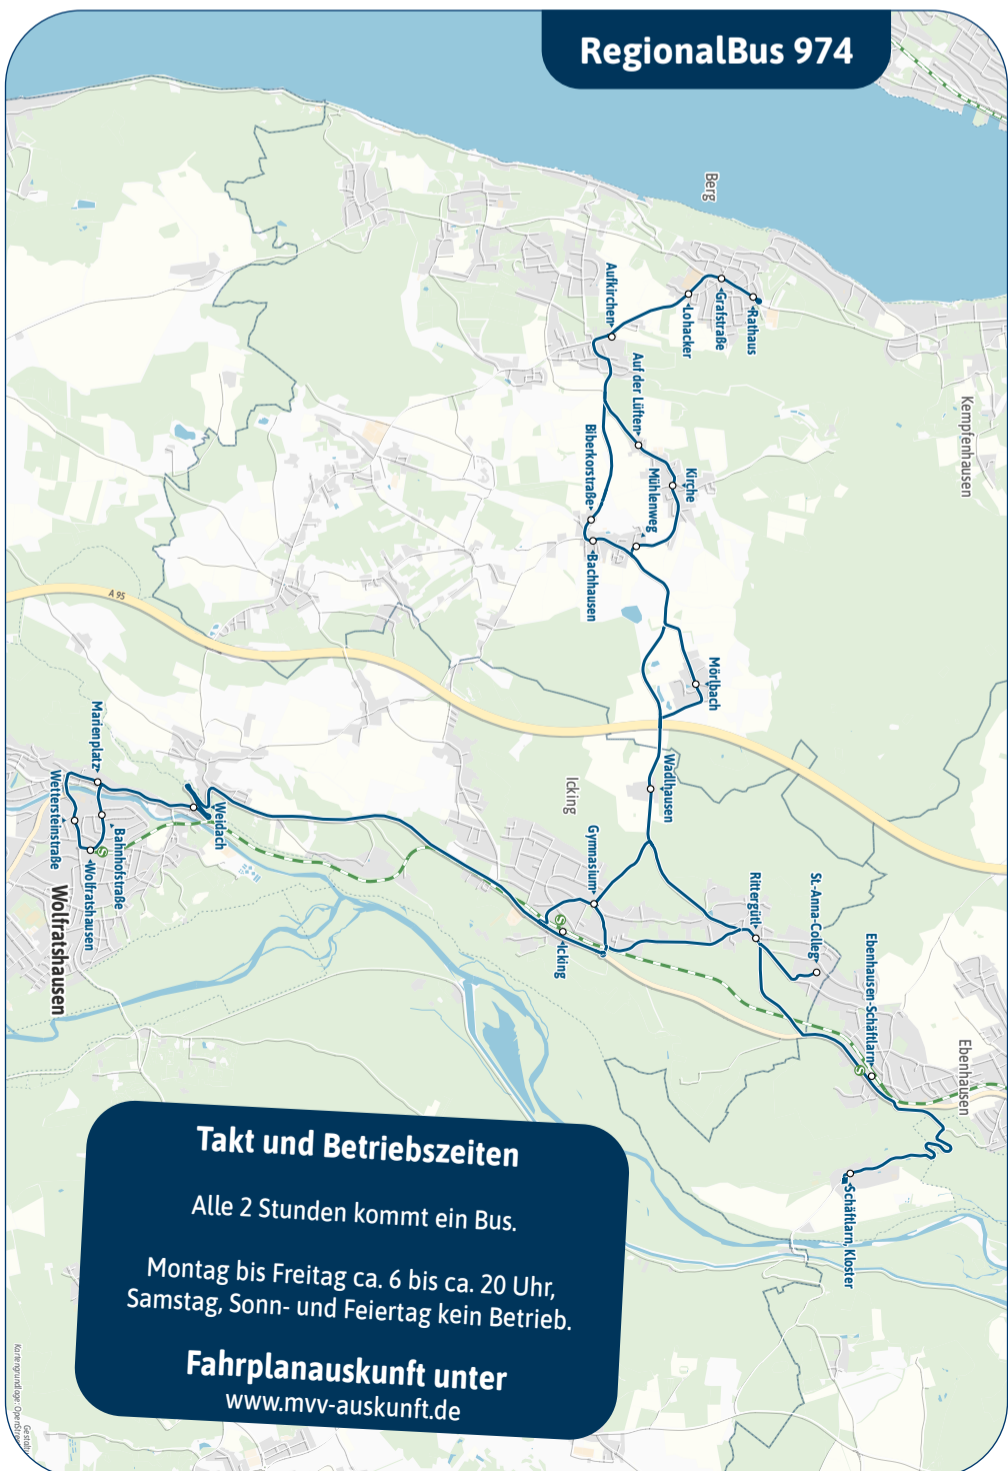 RegionalBus 974
Berg
Kempfenhausen
Rathaus
Grafstraße
Lohacker
Aufkirchen
Auf der Lüften
Biberkorstraße
Kirche
Mühlenweg
Bachhausen
Mörlbach
A 95
Wadlhausen
Icking
Gymnasium
Rittergütl
St.-Anna-Colleg
Ebenhausen-Schäftlarn
Ebenhausen
S
S
Icking
Marienplatz
Weidach
Wettersteinstraße
Bahnhofstraße
S
Wolfratshausen
Wolfratshausen
Schäftlarn, Kloster
Takt und Betriebszeiten
Alle 2 Stunden kommt ein Bus.
Montag bis Freitag ca. 6 bis ca. 20 Uhr,
Samstag, Sonn- und Feiertag kein Betrieb.
Fahrplanauskunft unter
www.mvv-auskunft.de
Kartengrundlage: